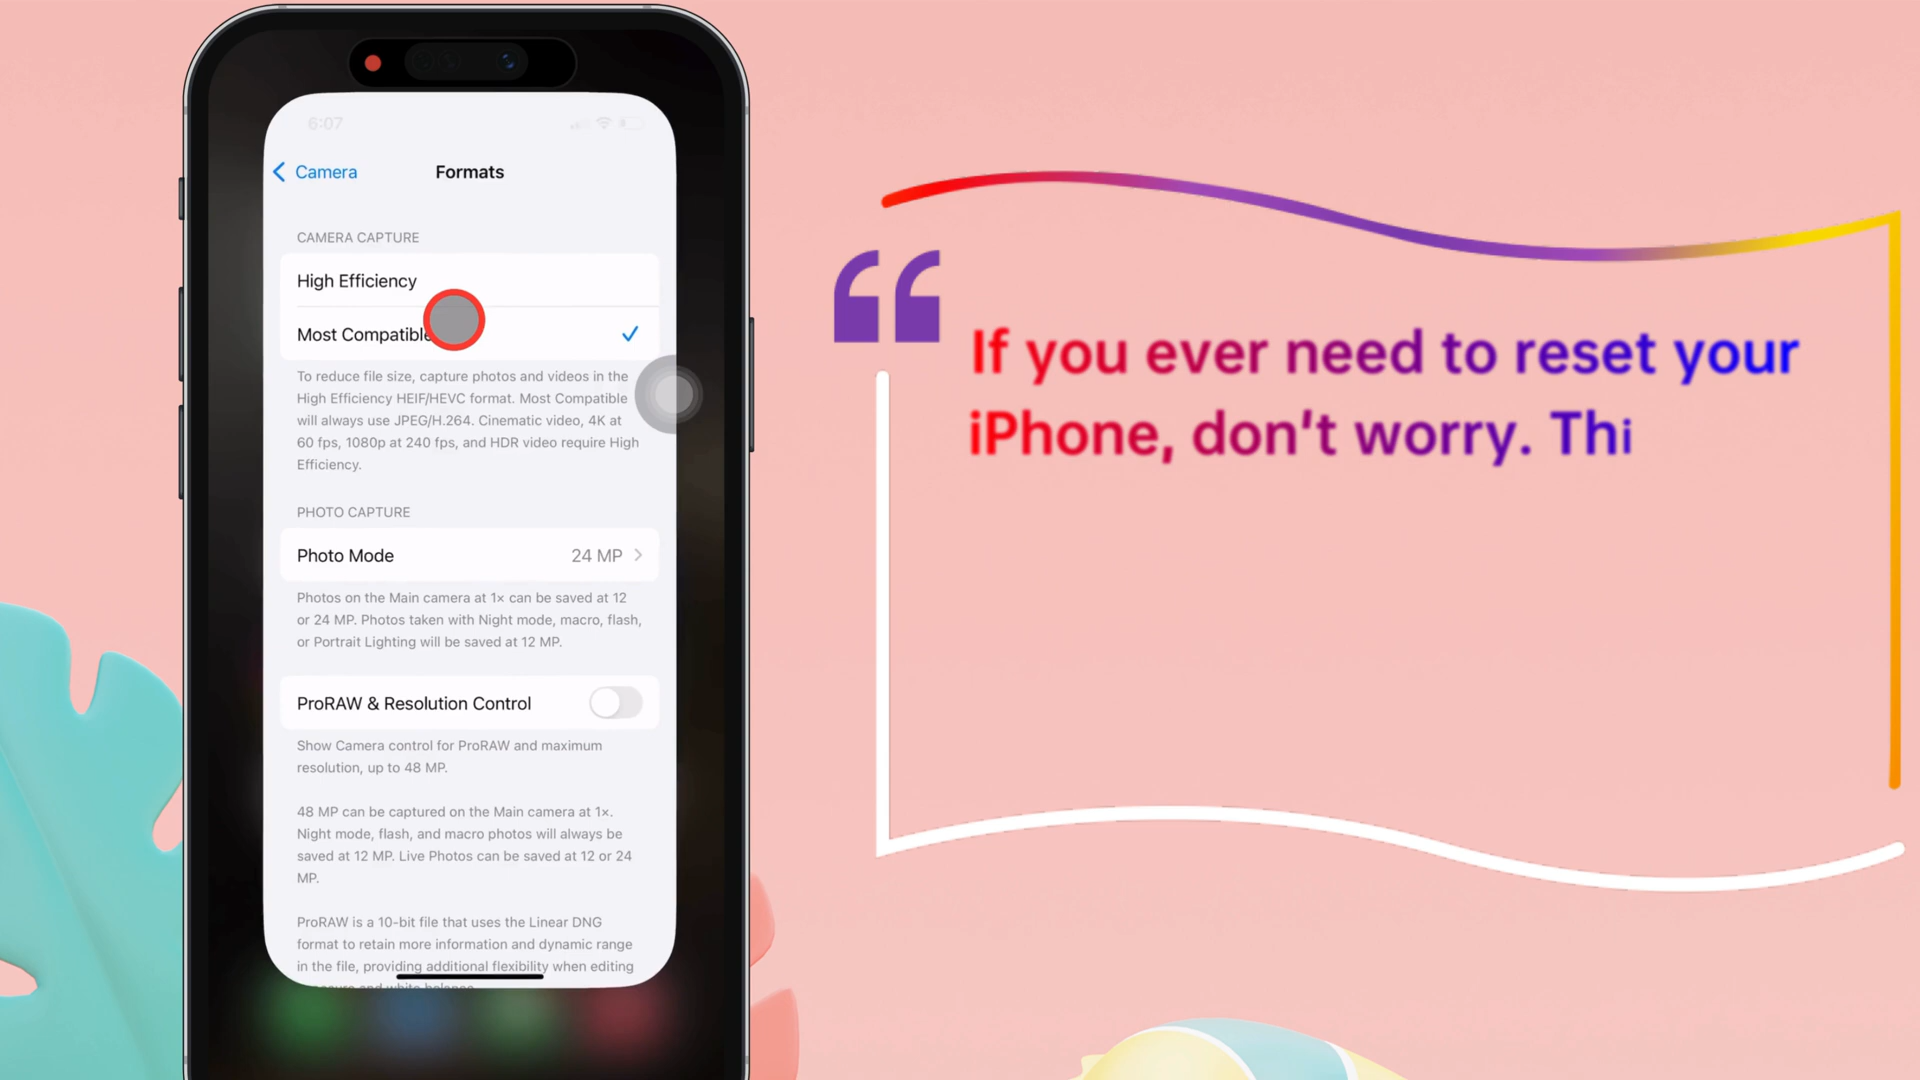 6:07
Camera
Formats
CAMERA CAPTURE
High Efficiency
Most Compatible
To reduce file size, capture photos and videos in the
High Efficiency HEIF/HEVC format. Most Compatible
will always use JPEG/H.264. Cinematic video, 4K at
60 fps, 1080p at 240 fps, and HDR video require High
Efficiency.
PHOTO CAPTURE
Photo Mode 24 MP
Photos on the Main camera at 1× can be saved at 12
or 24 MP. Photos taken with Night mode, macro, flash,
or Portrait Lighting will be saved at 12 MP.
ProRAW & Resolution Control
Show Camera control for ProRAW and maximum
resolution, up to 48 MP.
48 MP can be captured on the Main camera at 1×.
Night mode, flash, and macro photos will always be
saved at 12 MP. Live Photos can be saved at 12 or 24
MP.
ProRAW is a 10-bit file that uses the Linear DNG
format to retain more information and dynamic range
in the file, providing additional flexibility when editing
and white balance.
“
If you ever need to reset your
iPhone, don't worry. Thi